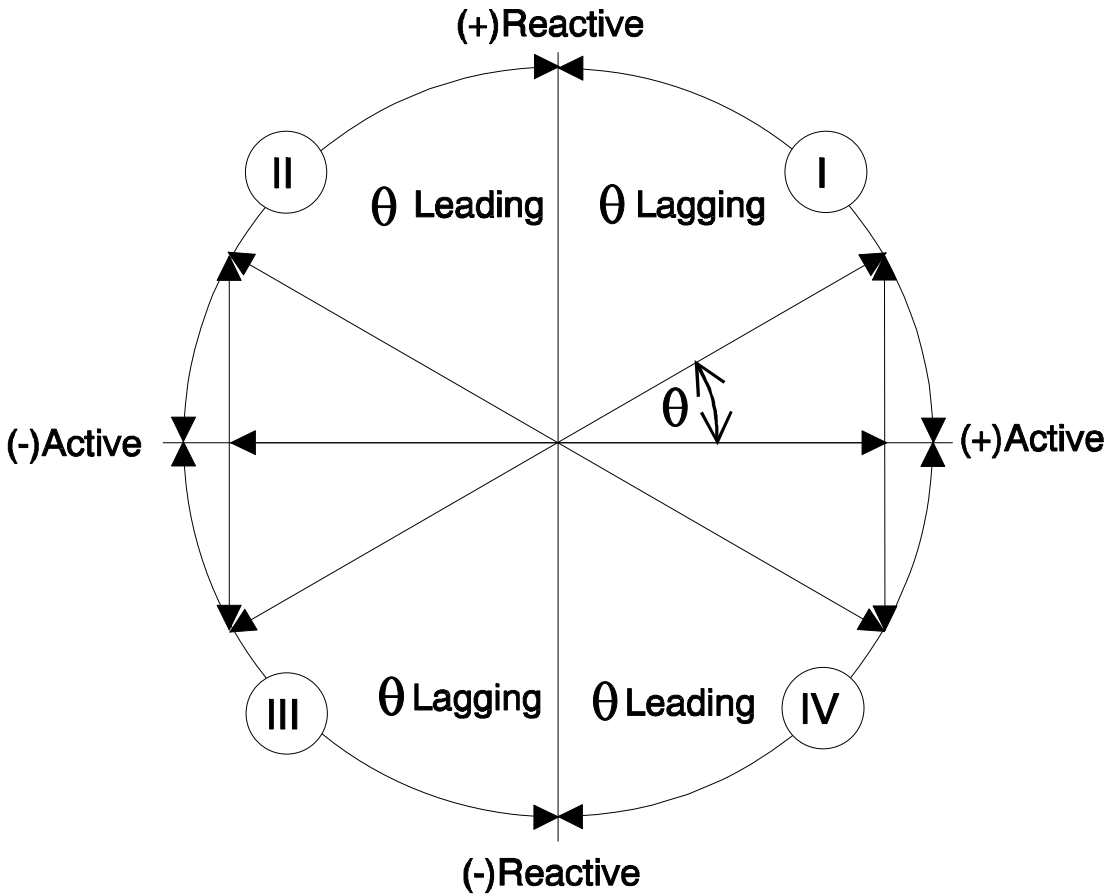 (+)Reactive
II
I
θ Leading
θ Lagging
θ
(-)Active
(+)Active
θ Lagging
θ Leading
III
IV
(-)Reactive